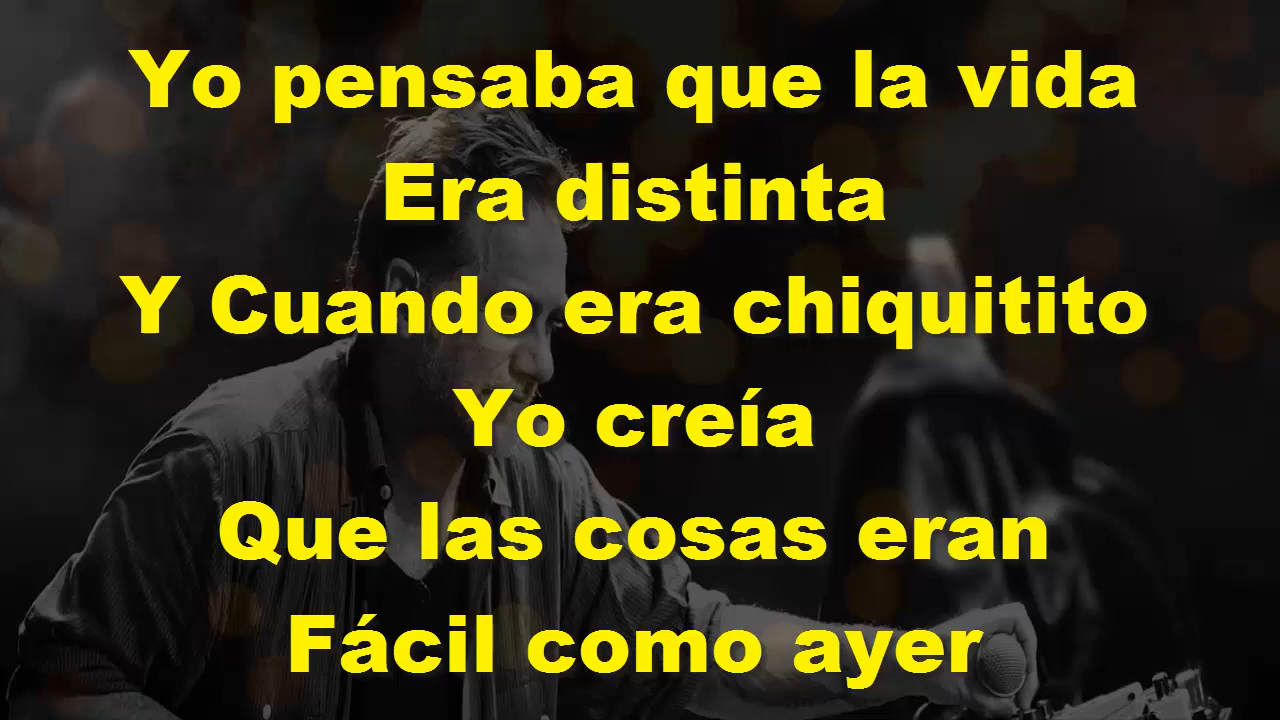 Yo pensaba que la vida
Era distinta
Y Cuando era chiquitito
Yo creía
Que las cosas eran
Fácil como ayer